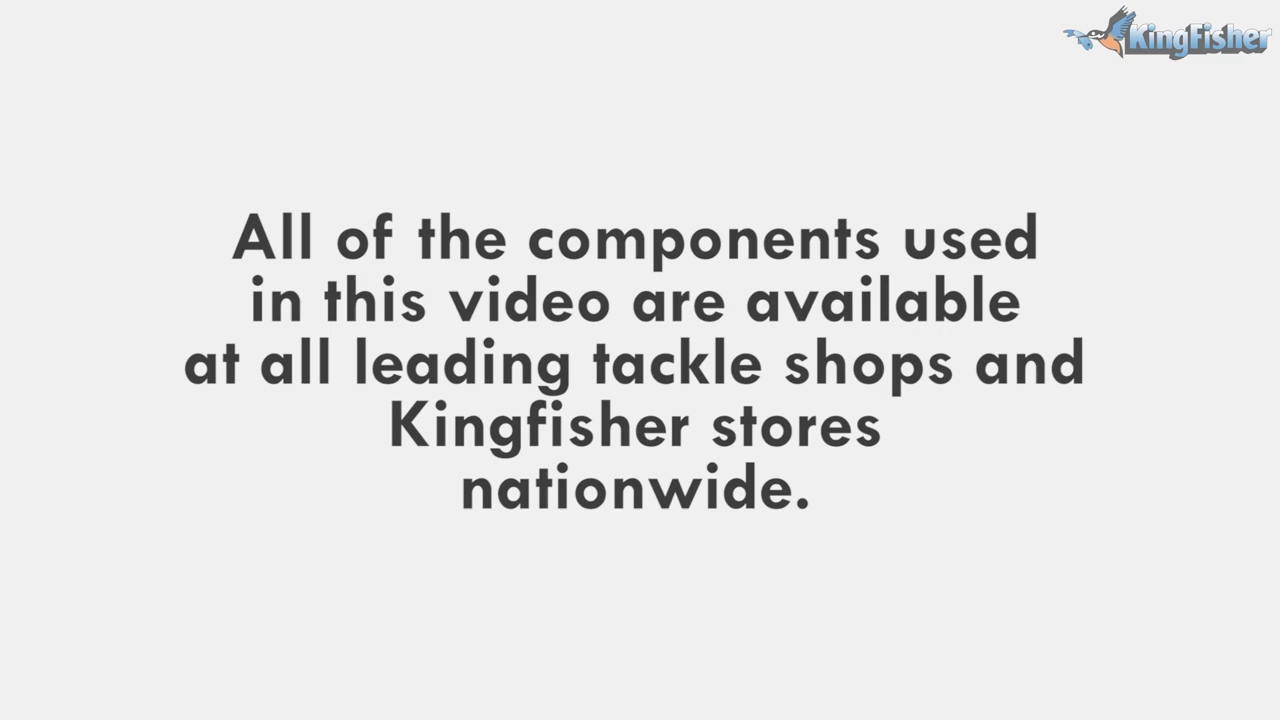 KingFisher
All of the components used
in this video are available
at all leading tackle shops and
Kingfisher stores
nationwide.